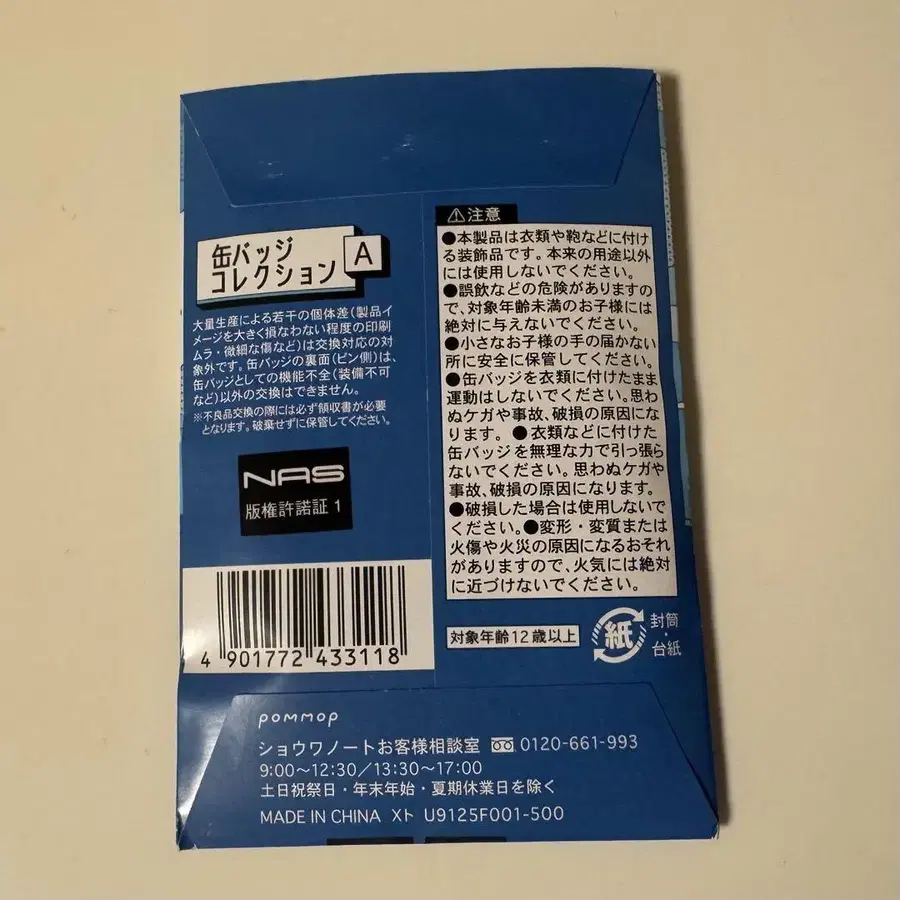 缶バッジ
コレクション A
大量生産による若干の個体差(製品イ
メージを大きく損なわない程度の印刷
ムラ・微細な傷など)は交換対応の対
象外です。缶バッジの裏面(ピン側)は、
缶バッジとしての機能不全(装備不可
など)以外の交換はできません。
※不良品交換の際には必ず領収書が必要
となります。破棄せずに保管してください。
NAS
版権許諾証1
4 901772 433118
⚠注意
●本製品は衣類や鞄などに付け
る装飾品です。本来の用途以外
には使用しないでください。
●誤飲などの危険がありますの
で、対象年齢未満のお子様には
絶対に与えないでください。
●小さなお子様の手の届かない
所に安全に保管してください。
●缶バッジを衣類に付けたまま
運動はしないでください。思わ
ぬケガや事故、破損の原因にな
ります。●衣類などに付けた
缶バッジを無理な力で引っ張ら
ないでください。思わぬケガや
事故、破損の原因になります。
●破損した場合は使用しないで
ください。●変形・変質または
火傷や火災の原因になるおそれ
がありますので、火気には絶対
に近づけないでください。
対象年齢12歳以上
紙
封筒
・
台紙
pommop
ショウワノートお客様相談室 0120-661-993
9:00~12:30/13:30~17:00
土日祝祭日・年末年始・夏期休業日を除く
MADE IN CHINA メト U9125F001-500